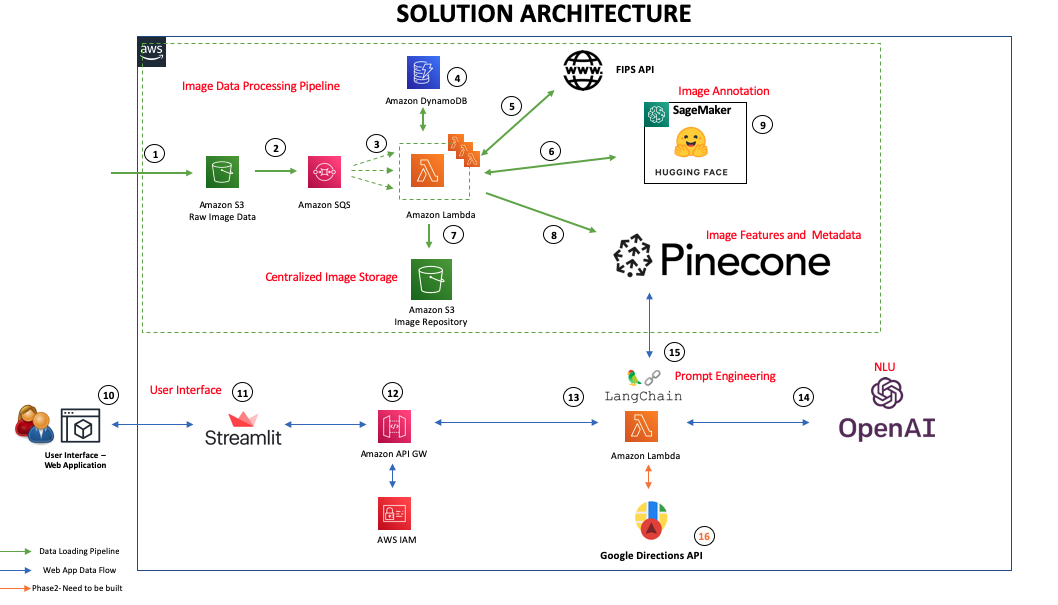 SOLUTION ARCHITECTURE
aws
Image Data Processing Pipeline
4
Amazon DynamoDB
WWW.
FIPS API
5
Image Annotation
SageMaker
9
HUGGING FACE
1
2
3
6
Amazon S3
Raw Image Data
Amazon SQS
Amazon Lambda
7
8
Image Features and Metadata
Pinecone
Centralized Image Storage
Amazon S3
Image Repository
15
LangChain
Prompt Engineering
NLU
10
User Interface
11
12
13
14
Streamlit
OpenAI
User Interface –
Web Application
Amazon API GW
Amazon Lambda
AWS IAM
16
Google Directions API
Data Loading Pipeline
Web App Data Flow
Phase2- Need to be built